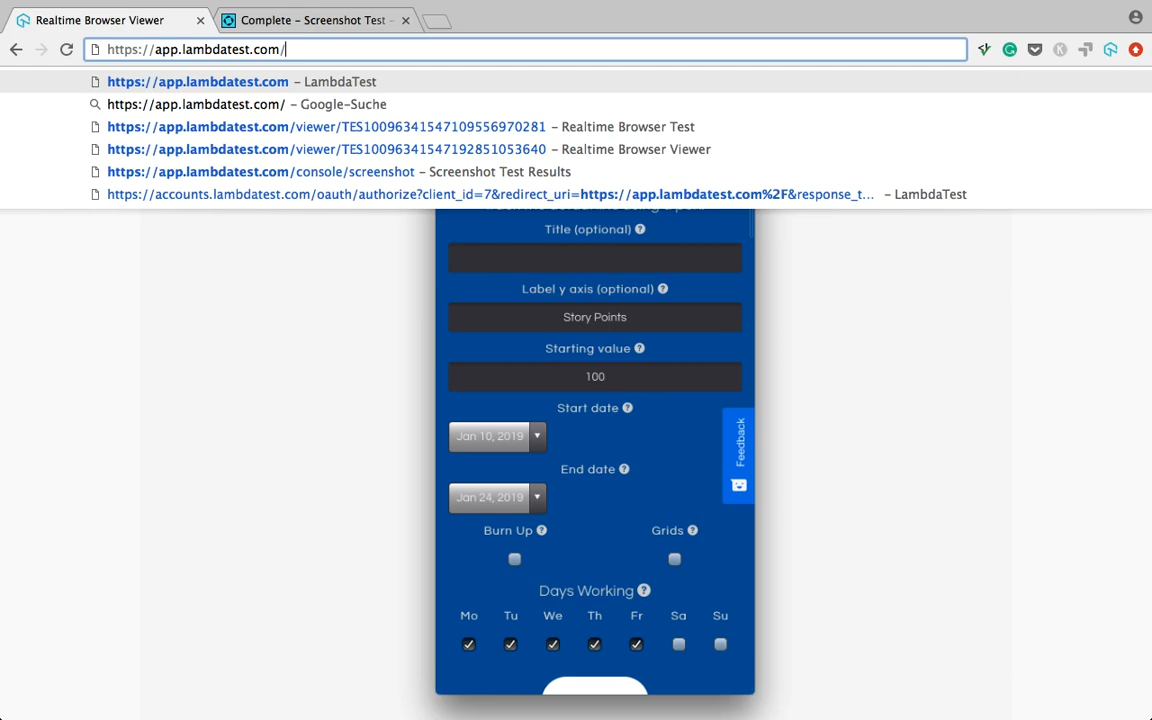 Realtime Browser Viewer
Complete – Screenshot Test -
https://app.lambdatest.com/
https://app.lambdatest.com – LambdaTest
https://app.lambdatest.com/ – Google-Suche
https://app.lambdatest.com/viewer/TES10096341547109556970281 – Realtime Browser Test
https://app.lambdatest.com/viewer/TES10096341547192851053640 – Realtime Browser Viewer
https://app.lambdatest.com/console/screenshot – Screenshot Test Results
https://accounts.lambdatest.com/oauth/authorize?client_id=7&redirect_uri=https://app.lambdatest.com%2F&response_t... – LambdaTest
Title (optional) ?
Label y axis (optional) ?
Story Points
Starting value ?
100
Start date ?
Jan 10, 2019
End date ?
Jan 24, 2019
Feedback
Burn Up ? Grids ?
Days Working ?
Mo Tu We Th Fr Sa Su